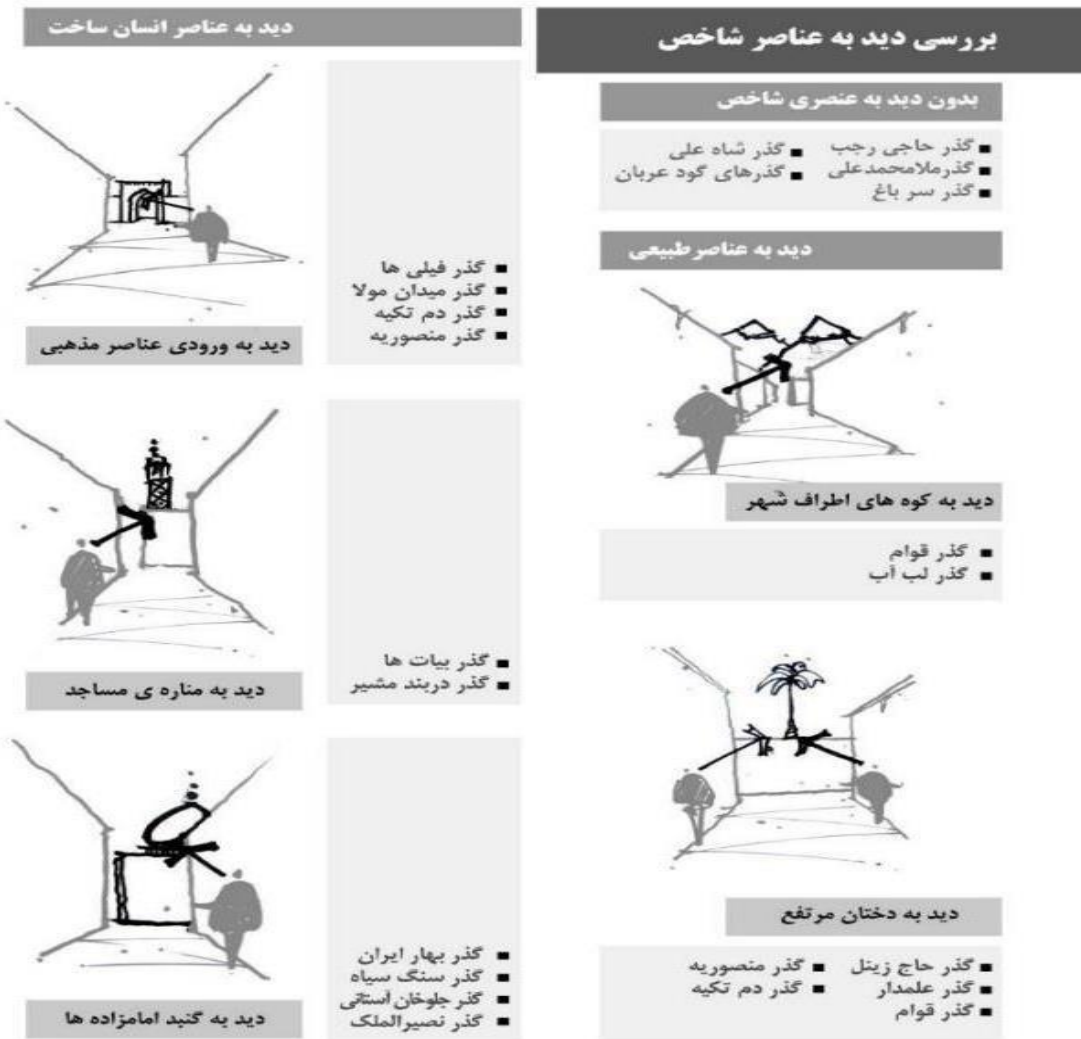 بررسی دید به عناصر شاخص
بدون دید به عنصری شاخص
■ گذر حاجی رجب ■ گذر شاه علی
■ گذرملامحمدعلی ■ گذرهای گود عربان
■ گذر سر باغ
دید به عناصرطبیعی
دید به کوه های اطراف شهر
■ گذر قوام
■ گذر لب آب
دید به دختان مرتفع
■ گذر حاج زینل ■ گذر منصوریه
■ گذر علمدار ■ گذر دم تکیه
■ گذر قوام
دید به عناصر انسان ساخت
■ گذر فیلی ها
■ گذر میدان مولا
■ گذر دم تکیه
■ گذر منصوریه
دید به ورودی عناصر مذهبی
■ گذر بیات ها
■ گذر دربند مشیر
دید به مناره ی مساجد
■ گذر بهار ایران
■ گذر سنگ سیاه
■ گذر جلوخان آستانی
■ گذر نصیرالملک
دید به گنبد امامزاده ها